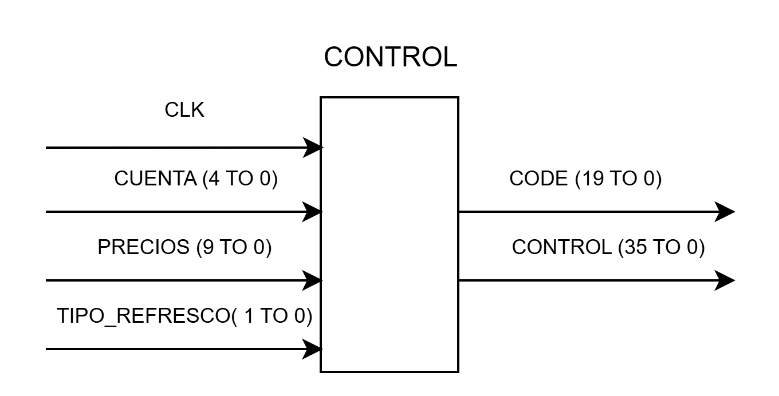 CONTROL
CLK
CUENTA (4 TO 0)
CODE (19 TO 0)
PRECIOS (9 TO 0)
CONTROL (35 TO 0)
TIPO_REFRESCO( 1 TO 0)